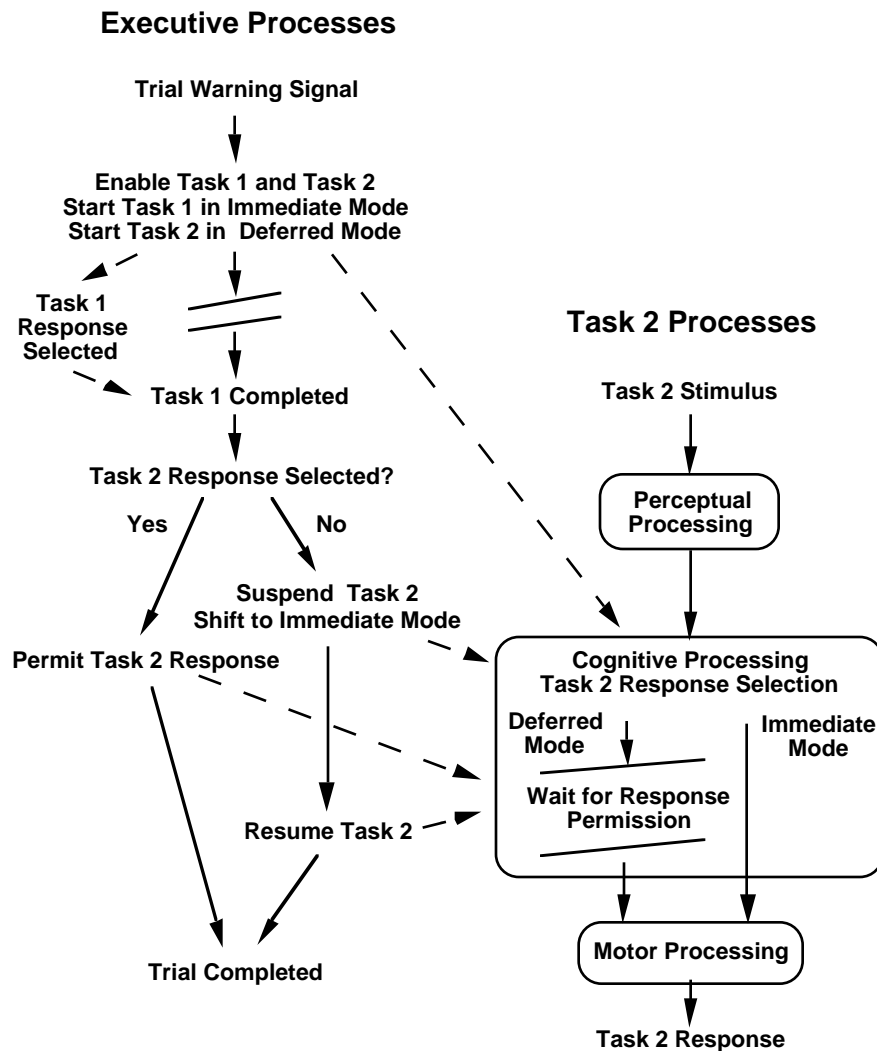 Executive Processes
Trial Warning Signal
Enable Task 1 and Task 2
Start Task 1 in Immediate Mode
Start Task 2 in Deferred Mode
Task 1
Response
Selected
Task 1 Completed
Task 2 Response Selected?
Yes
No
Suspend Task 2
Shift to Immediate Mode
Permit Task 2 Response
Resume Task 2
Trial Completed
Task 2 Processes
Task 2 Stimulus
Perceptual
Processing
Cognitive Processing
Task 2 Response Selection
Deferred
Mode
Immediate
Mode
Wait for Response
Permission
Motor Processing
Task 2 Response